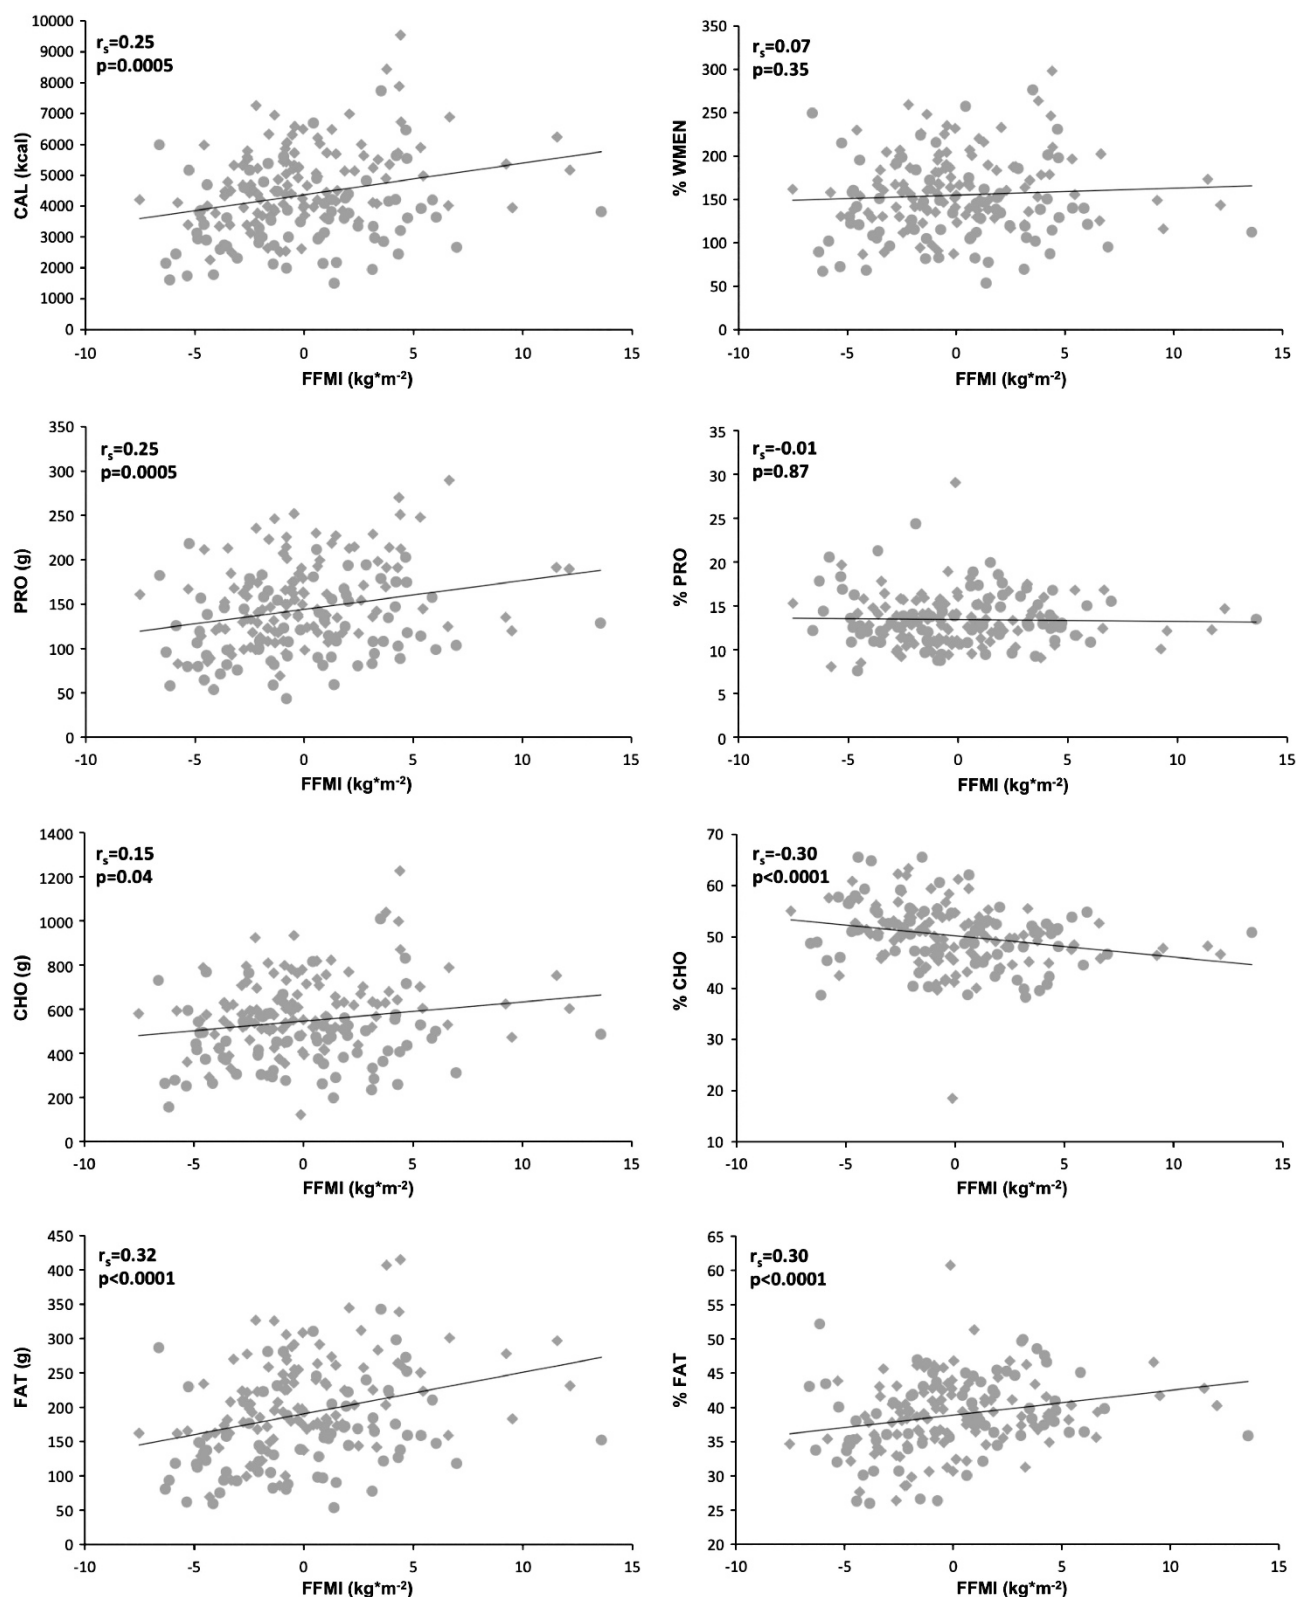 r_s=0.25
p=0.0005
CAL (kcal)
10000
9000
8000
7000
6000
5000
4000
3000
2000
1000
0
-10 -5 0 5 10 15
FFMI (kg*m⁻²)
r_s=0.07
p=0.35
% WMEN
350
300
250
200
150
100
50
0
-10 -5 0 5 10 15
FFMI (kg*m⁻²)
r_s=0.25
p=0.0005
PRO (g)
350
300
250
200
150
100
50
0
-10 -5 0 5 10 15
FFMI (kg*m⁻²)
r_s=-0.01
p=0.87
% PRO
35
30
25
20
15
10
5
0
-10 -5 0 5 10 15
FFMI (kg*m⁻²)
r_s=0.15
p=0.04
CHO (g)
1400
1200
1000
800
600
400
200
0
-10 -5 0 5 10 15
FFMI (kg*m⁻²)
r_s=-0.30
p<0.0001
% CHO
70
60
50
40
30
20
10
-10 -5 0 5 10 15
FFMI (kg*m⁻²)
r_s=0.32
p<0.0001
FAT (g)
450
400
350
300
250
200
150
100
50
0
-10 -5 0 5 10 15
FFMI (kg*m⁻²)
r_s=0.30
p<0.0001
% FAT
65
60
55
50
45
40
35
30
25
20
-10 -5 0 5 10 15
FFMI (kg*m⁻²)